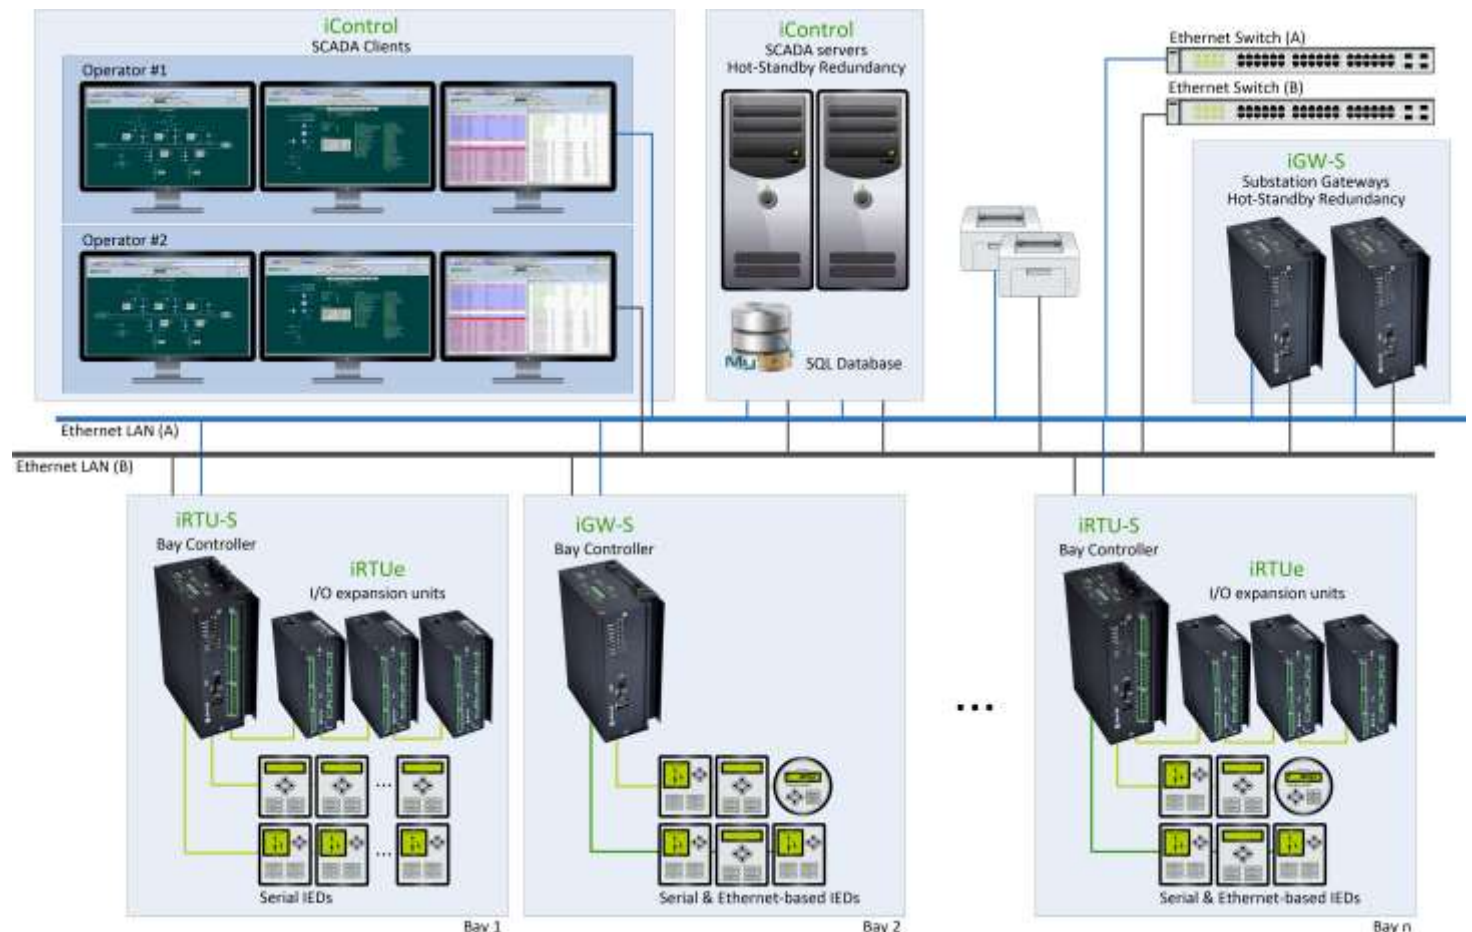 iControl
SCADA Clients
Operator #1
Operator #2
iControl
SCADA servers
Hot-Standby Redundancy
My
SQL Database
Ethernet Switch (A)
Ethernet Switch (B)
iGW-S
Substation Gateways
Hot-Standby Redundancy
Ethernet LAN (A)
Ethernet LAN (B)
iRTU-S
Bay Controller
iRTUe
I/O expansion units
Serial IEDs
Bay 1
iGW-S
Bay Controller
Serial & Ethernet-based IEDs
Bay 2
...
iRTU-S
Bay Controller
iRTUe
I/O expansion units
Serial & Ethernet-based IEDs
Bay n